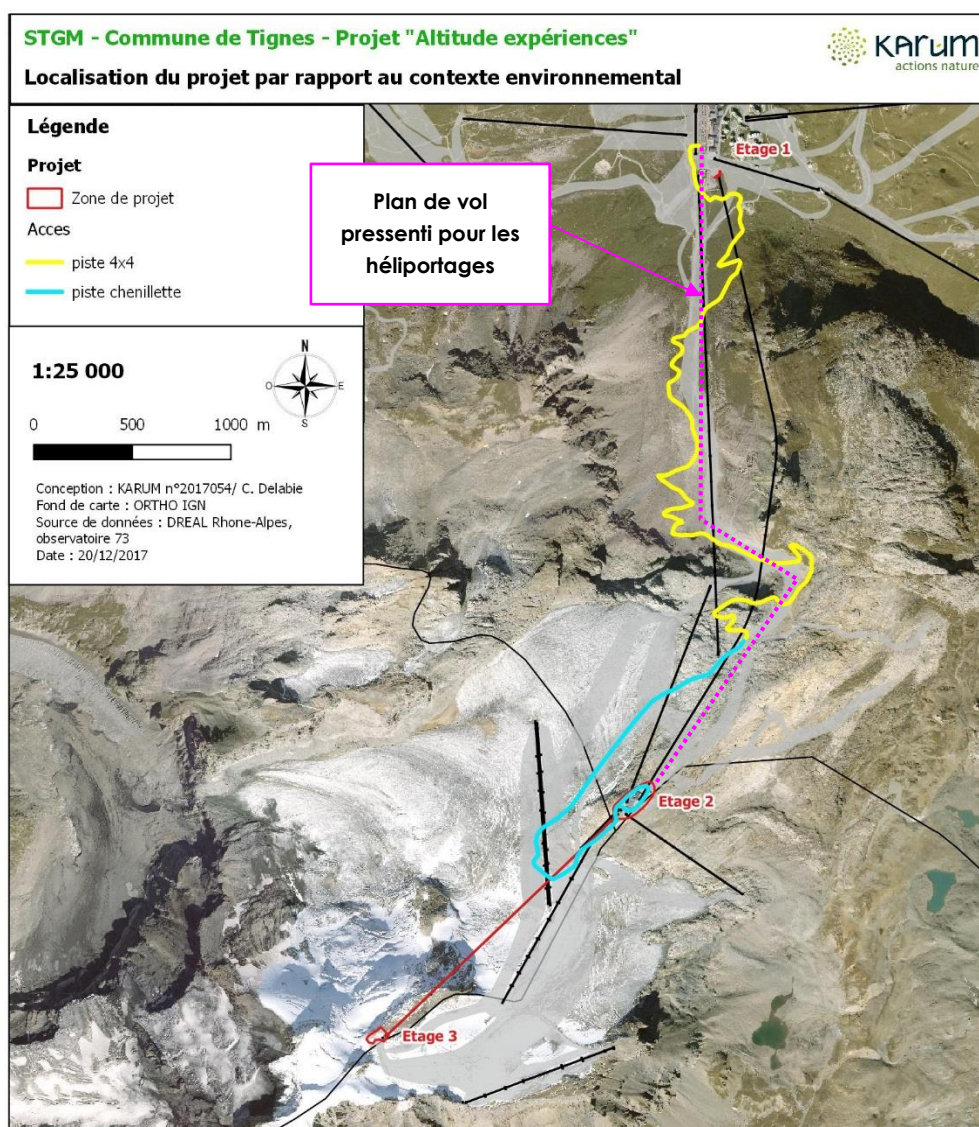 STGM - Commune de Tignes - Projet "Altitude expériences"
Localisation du projet par rapport au contexte environnemental
KARUM
actions nature
Légende
Projet
Zone de projet
Acces
piste 4x4
piste chenillette
1:25 000
N
O
E
S
0 500 1000 m
Conception : KARUM n°2017054/ C. Delabie
Fond de carte : ORTHO IGN
Source de données : DREAL Rhone-Alpes,
observatoire 73
Date : 20/12/2017
Plan de vol
pressenti pour les
héliportages
Etage 1
Etage 2
Etage 3